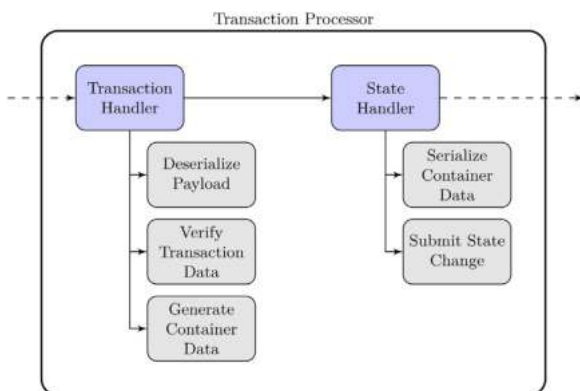 Transaction Processor
Transaction
Handler
State
Handler
Deserialize
Payload
Verify
Transaction
Data
Generate
Container
Data
Serialize
Container
Data
Submit State
Change